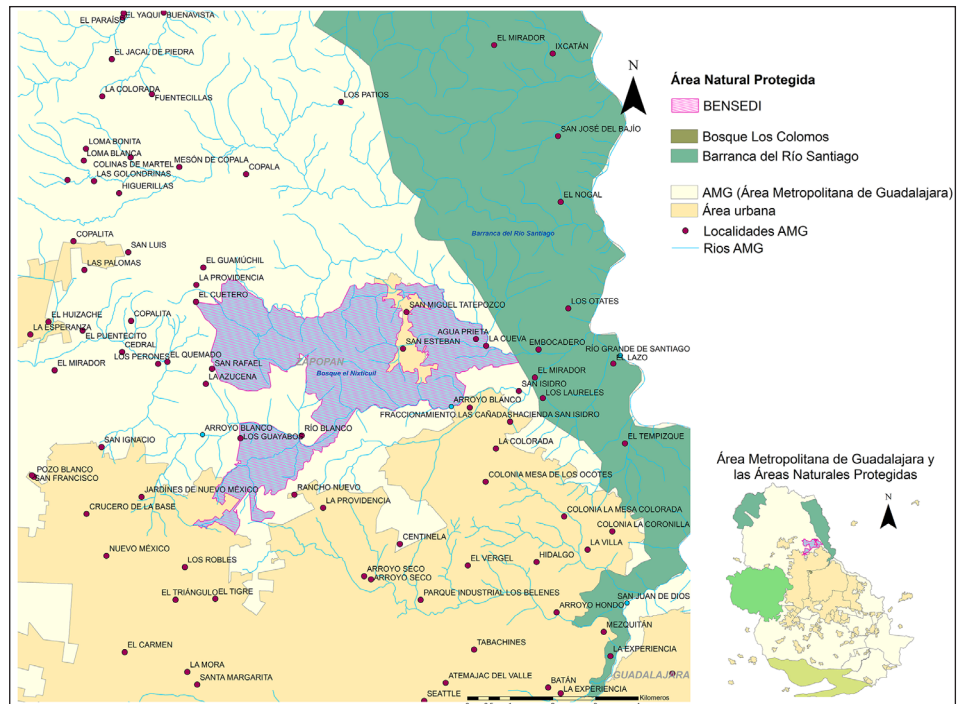 EL PARAÍSO
EL YAQUI
BUENAVISTA
EL MIRADOR
IXCATÁN
EL JACAL DE PIEDRA
LA COLORADA
FUENTECILLAS
LOS PATIOS
SAN JOSÉ DEL BAJÍO
LOMA BONITA
LOMA BLANCA
COLINAS DE MARTEL
MESÓN DE COPALA
COPALA
LAS GOLONDRINAS
HIGUERILLAS
EL NOGAL
Barranca del Río Santiago
COPALITA
SAN LUIS
LAS PALOMAS
EL GUAMÚCHIL
LA PROVIDENCIA
EL CUETERO
SAN MIGUEL TATEPOZCO
LOS OTATES
EL HUIZACHE
COPALITA
LA ESPERANZA
EL PUENTECITO
AGUA PRIETA
LA CUEVA
SAN ESTEBAN
EMBOCADERO
RÍO GRANDE DE SANTIAGO
EL LAZO
CEDRAL
LOS PERONES
EL QUEMADO
EL MIRADOR
SAN RAFAEL
ZAPOPAN
Bosque el Nixticuil
LA AZUCENA
EL MIRADOR
SAN ISIDRO
LOS LAURELES
ARROYO BLANCO
FRACCIONAMIENTO LAS CAÑADAS
HACIENDA SAN ISIDRO
ARROYO BLANCO
RÍO BLANCO
LOS GUAYABOS
SAN IGNACIO
LA COLORADA
EL TEMPIZQUE
POZO BLANCO
SAN FRANCISCO
COLONIA MESA DE LOS OCOTES
JARDINES DE NUEVO MÉXICO
RANCHO NUEVO
LA PROVIDENCIA
CRUCERO DE LA BASE
COLONIA LA MESA COLORADA
COLONIA LA CORONILLA
CENTINELA
LA VILLA
NUEVO MÉXICO
LOS ROBLES
EL VERGEL
HIDALGO
ARROYO SECO
ARROYO SECO
EL TRIÁNGULO
EL TIGRE
PARQUE INDUSTRIAL LOS BELENES
SAN JUAN DE DIOS
ARROYO HONDO
MEZQUITÁN
EL CARMEN
TABACHINES
LA EXPERIENCIA
LA MORA
SANTA MARGARITA
ATEMAJAC DEL VALLE
BATÁN
GUADALAJARA
LA EXPERIENCIA
SEATTLE
Kilomeros
N
Área Natural Protegida
BENSEDI
Bosque Los Colomos
Barranca del Río Santiago
AMG (Área Metropolitana de Guadalajara)
Área urbana
Localidades AMG
Rios AMG
Área Metropolitana de Guadalajara y
las Áreas Naturales Protegidas
N